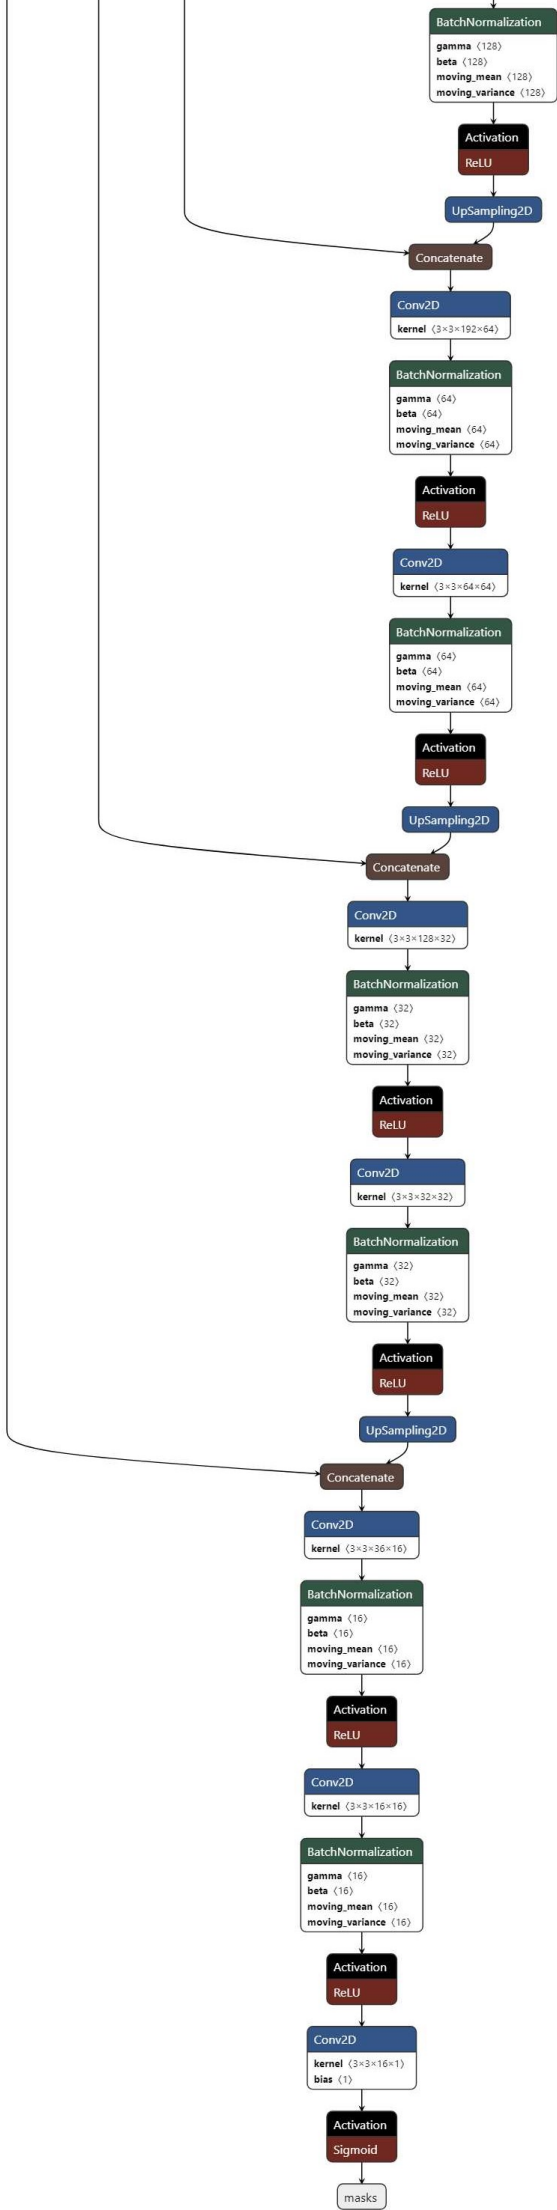 BatchNormalization
gamma ⟨128⟩
beta ⟨128⟩
moving_mean ⟨128⟩
moving_variance ⟨128⟩
Activation
ReLU
UpSampling2D
Concatenate
Conv2D
kernel ⟨3×3×192×64⟩
BatchNormalization
gamma ⟨64⟩
beta ⟨64⟩
moving_mean ⟨64⟩
moving_variance ⟨64⟩
Activation
ReLU
Conv2D
kernel ⟨3×3×64×64⟩
BatchNormalization
gamma ⟨64⟩
beta ⟨64⟩
moving_mean ⟨64⟩
moving_variance ⟨64⟩
Activation
ReLU
UpSampling2D
Concatenate
Conv2D
kernel ⟨3×3×128×32⟩
BatchNormalization
gamma ⟨32⟩
beta ⟨32⟩
moving_mean ⟨32⟩
moving_variance ⟨32⟩
Activation
ReLU
Conv2D
kernel ⟨3×3×32×32⟩
BatchNormalization
gamma ⟨32⟩
beta ⟨32⟩
moving_mean ⟨32⟩
moving_variance ⟨32⟩
Activation
ReLU
UpSampling2D
Concatenate
Conv2D
kernel ⟨3×3×36×16⟩
BatchNormalization
gamma ⟨16⟩
beta ⟨16⟩
moving_mean ⟨16⟩
moving_variance ⟨16⟩
Activation
ReLU
Conv2D
kernel ⟨3×3×16×16⟩
BatchNormalization
gamma ⟨16⟩
beta ⟨16⟩
moving_mean ⟨16⟩
moving_variance ⟨16⟩
Activation
ReLU
Conv2D
kernel ⟨3×3×16×1⟩
bias ⟨1⟩
Activation
Sigmoid
masks